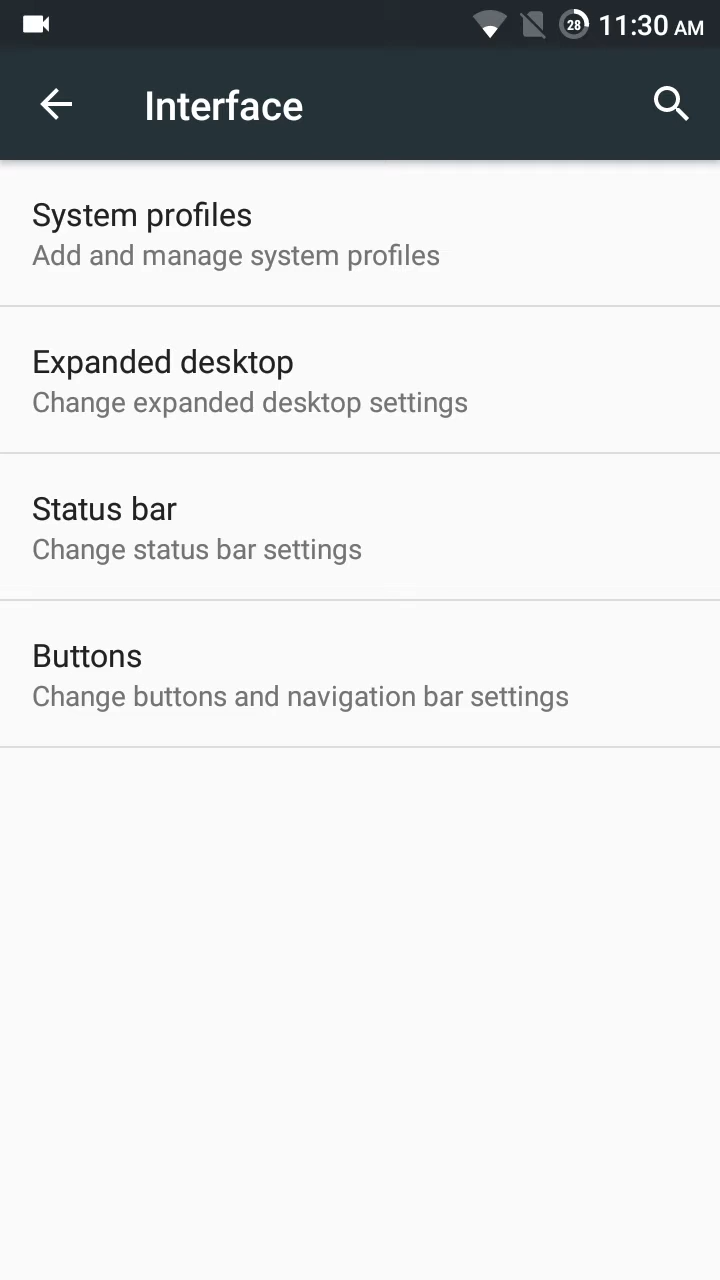 28 11:30 AM
Interface
System profiles
Add and manage system profiles
Expanded desktop
Change expanded desktop settings
Status bar
Change status bar settings
Buttons
Change buttons and navigation bar settings